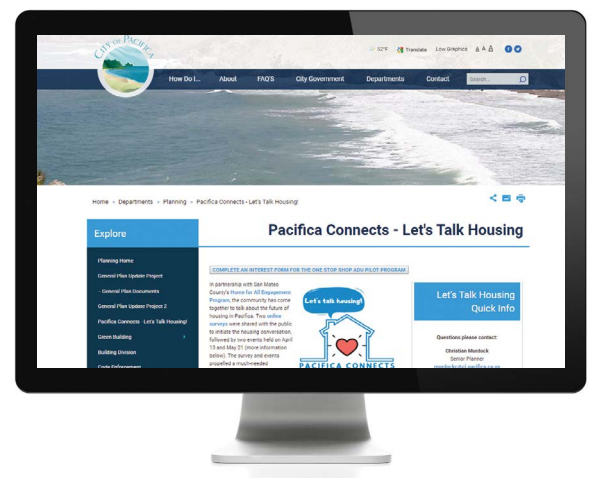 CITY OF PACIFICA
52°F Translate Low Graphics A A A
How Do I... About FAQ'S City Government Departments Contact Search...
Home » Departments » Planning » Pacifica Connects - Let's Talk Housing!
Explore
Pacifica Connects - Let's Talk Housing
Planning Home
General Plan Update Project
- General Plan Documents
General Plan Update Project 2
Pacifica Connects - Let's Talk Housing!
Green Building
Building Division
Code Enforcement
COMPLETE AN INTEREST FORM FOR THE ONE STOP SHOP ADU PILOT PROGRAM
In partnership with San Mateo
County's Home for All Engagement
Program, the community has come
together to talk about the future of
housing in Pacifica. Two online
surveys were shared with the public
to initiate the housing conversation,
followed by two events held on April
13 and May 21 (more information
below). The survey and events
propelled a much-needed
Let's talk housing!
PACIFICA CONNECTS
Let's Talk Housing
Quick Info
Questions please contact:
Christian Murdock
Senior Planner